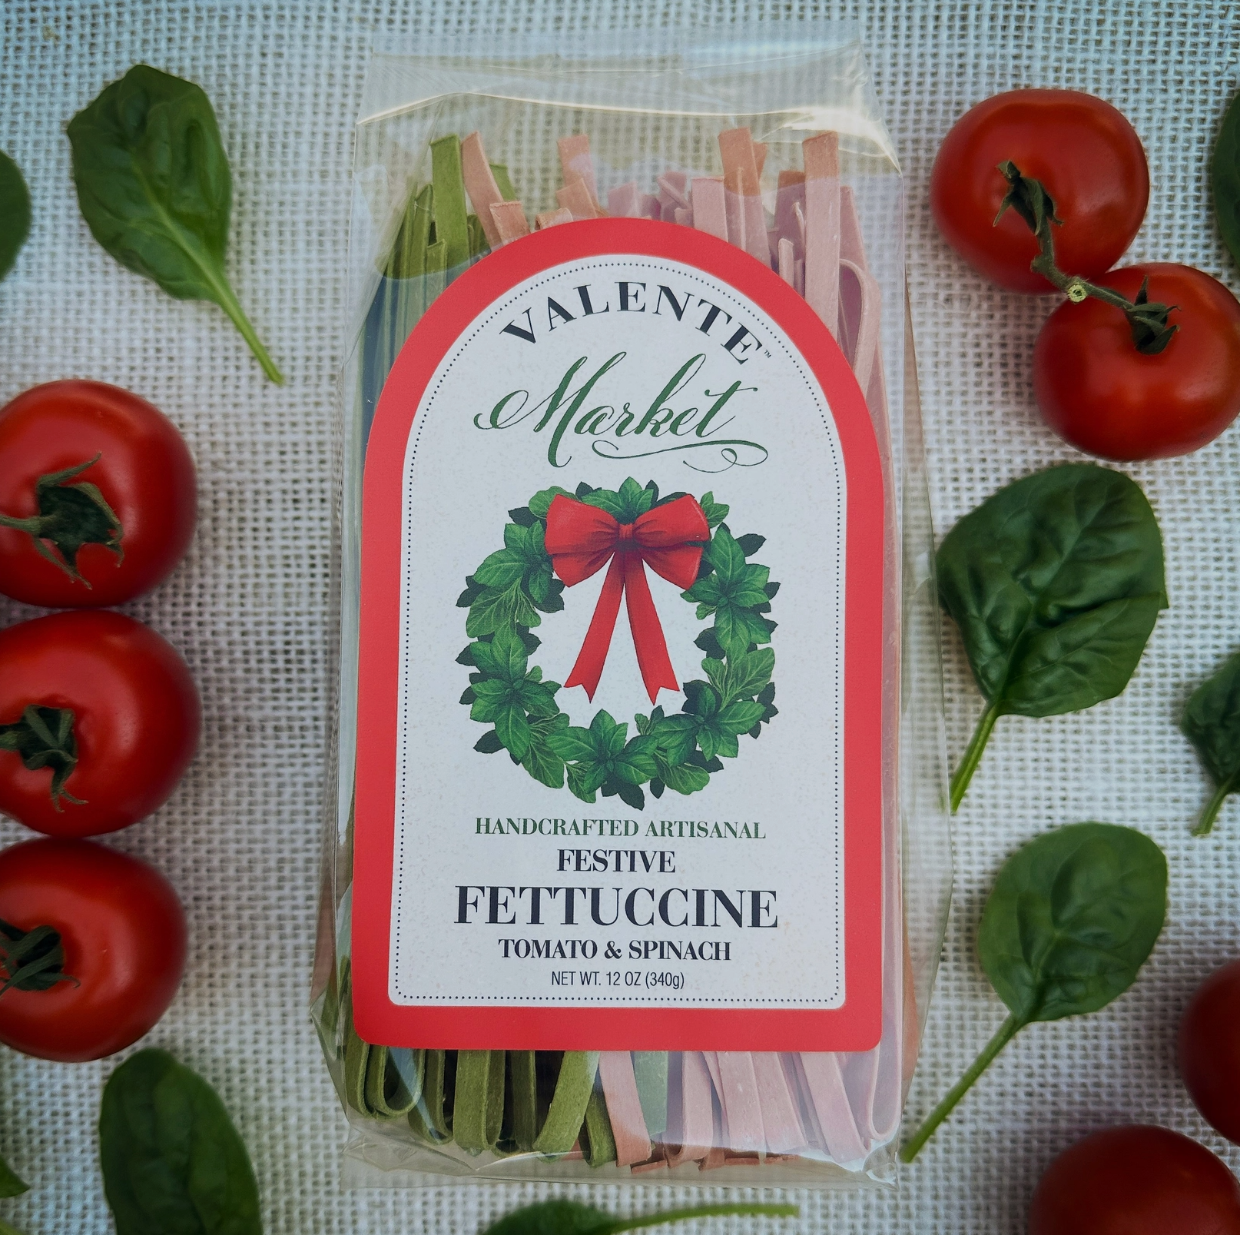 VALENTE™
Market
HANDCRAFTED ARTISANAL
FESTIVE
FETTUCCINE
TOMATO & SPINACH
NET WT. 12 OZ (340g)